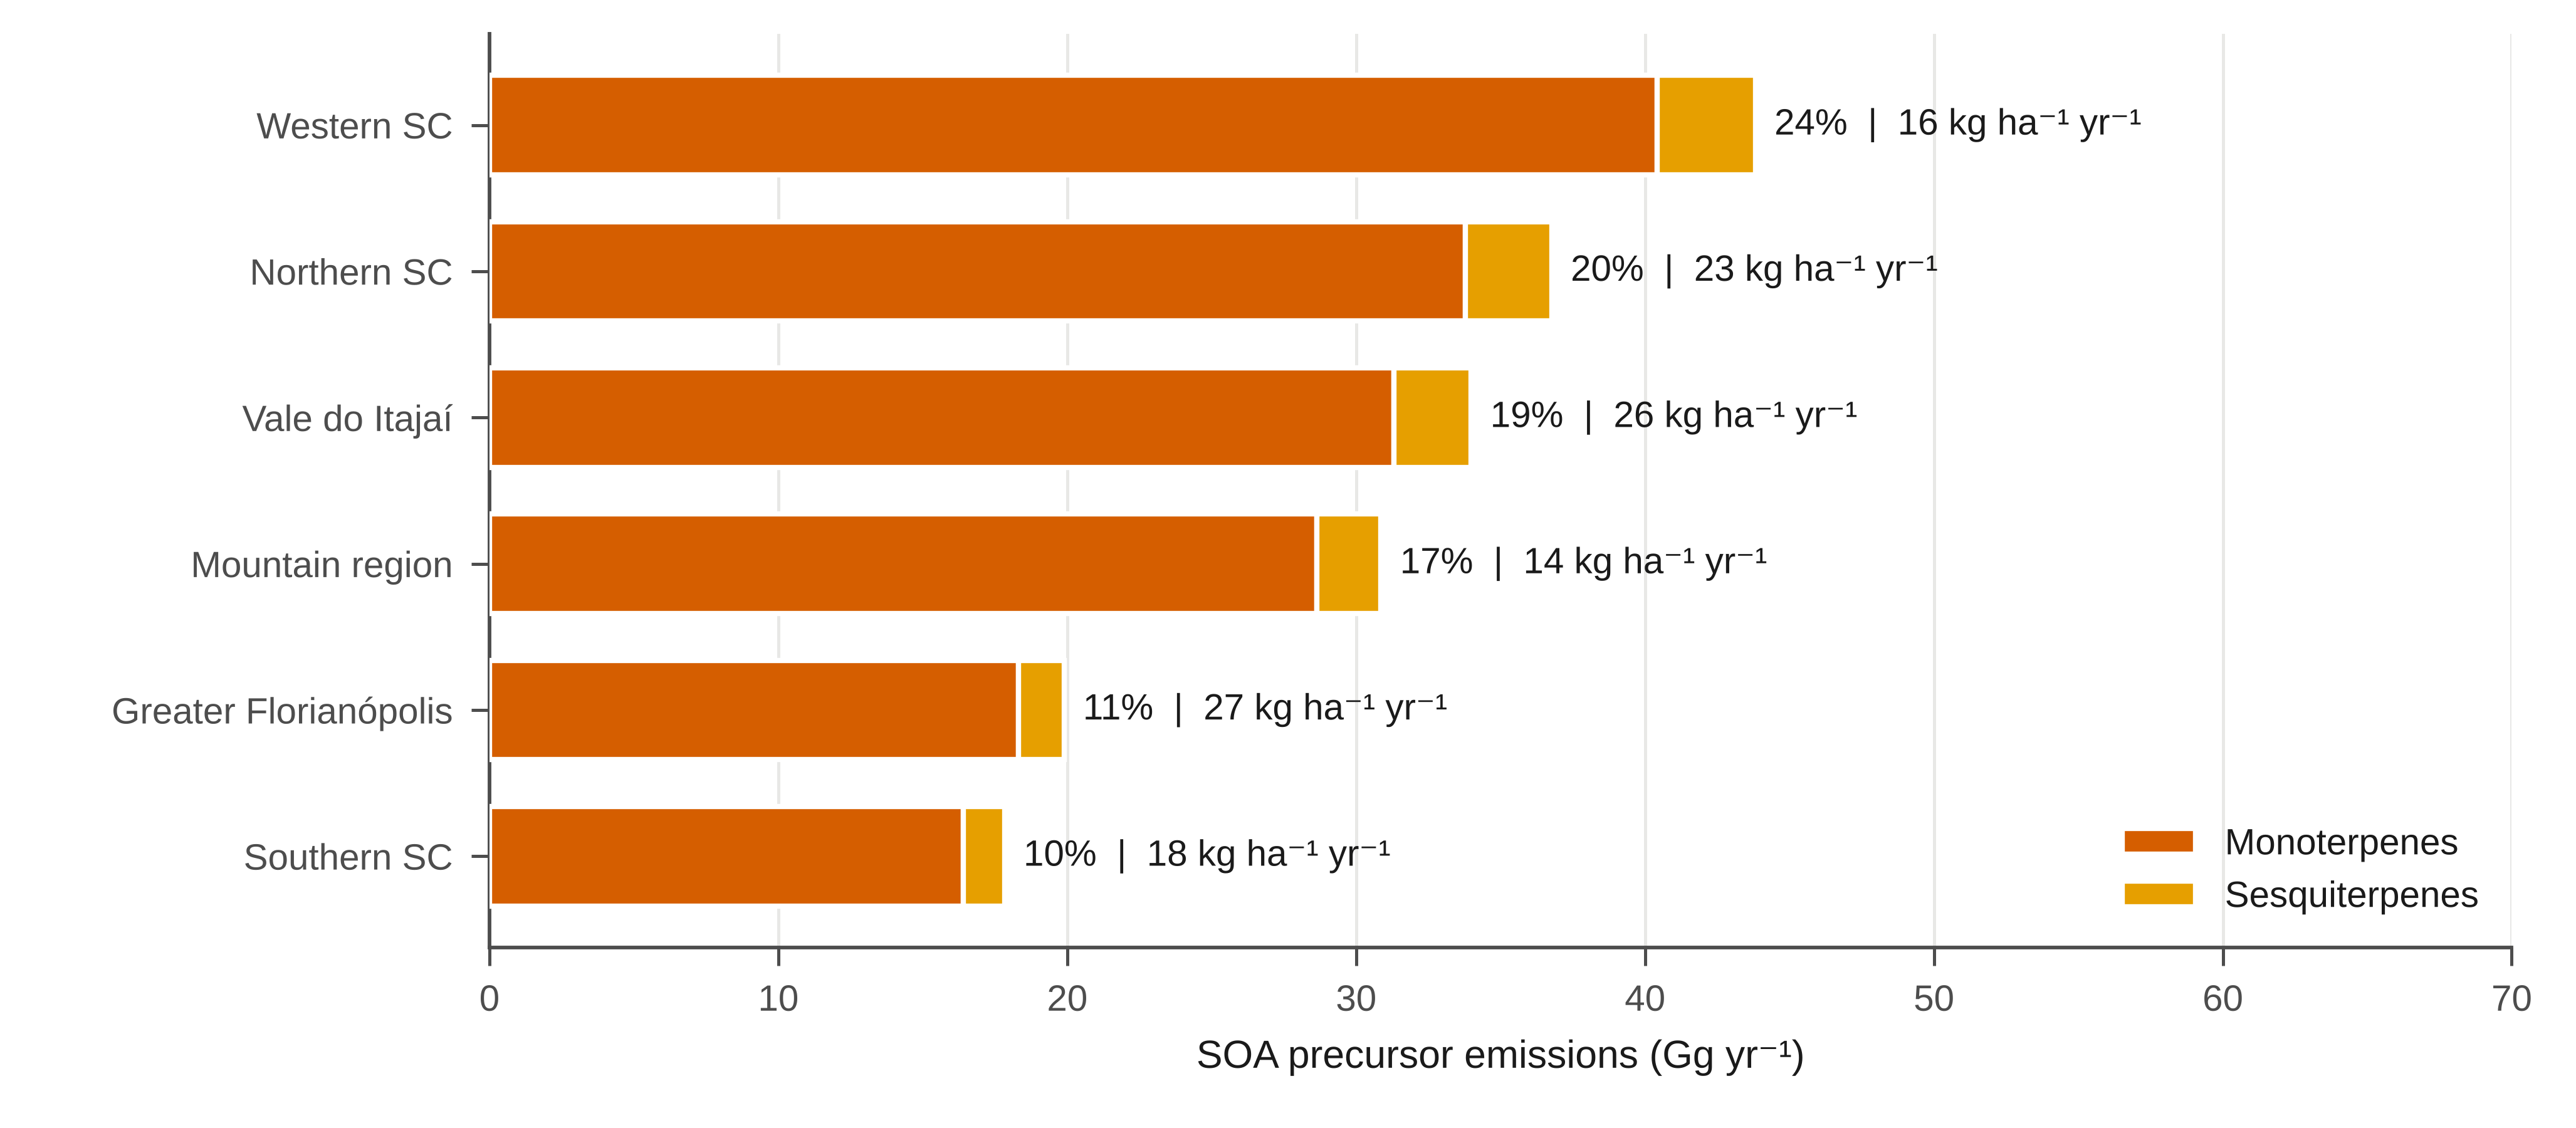 Western SC
24% | 16 kg ha⁻¹ yr⁻¹
Northern SC
20% | 23 kg ha⁻¹ yr⁻¹
Vale do Itajaí
19% | 26 kg ha⁻¹ yr⁻¹
Mountain region
17% | 14 kg ha⁻¹ yr⁻¹
Greater Florianópolis
11% | 27 kg ha⁻¹ yr⁻¹
Southern SC
10% | 18 kg ha⁻¹ yr⁻¹
Monoterpenes
Sesquiterpenes
0 10 20 30 40 50 60 70
SOA precursor emissions (Gg yr⁻¹)